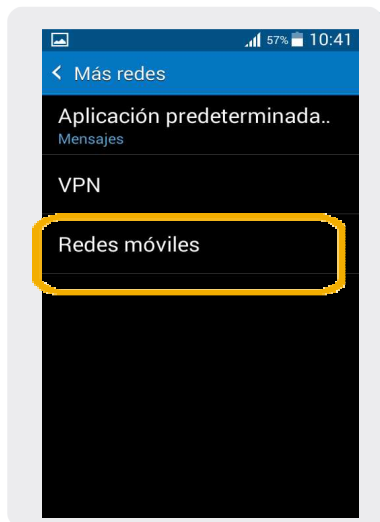 57% 10:41
Más redes
Aplicación predeterminada..
Mensajes
VPN
Redes móviles